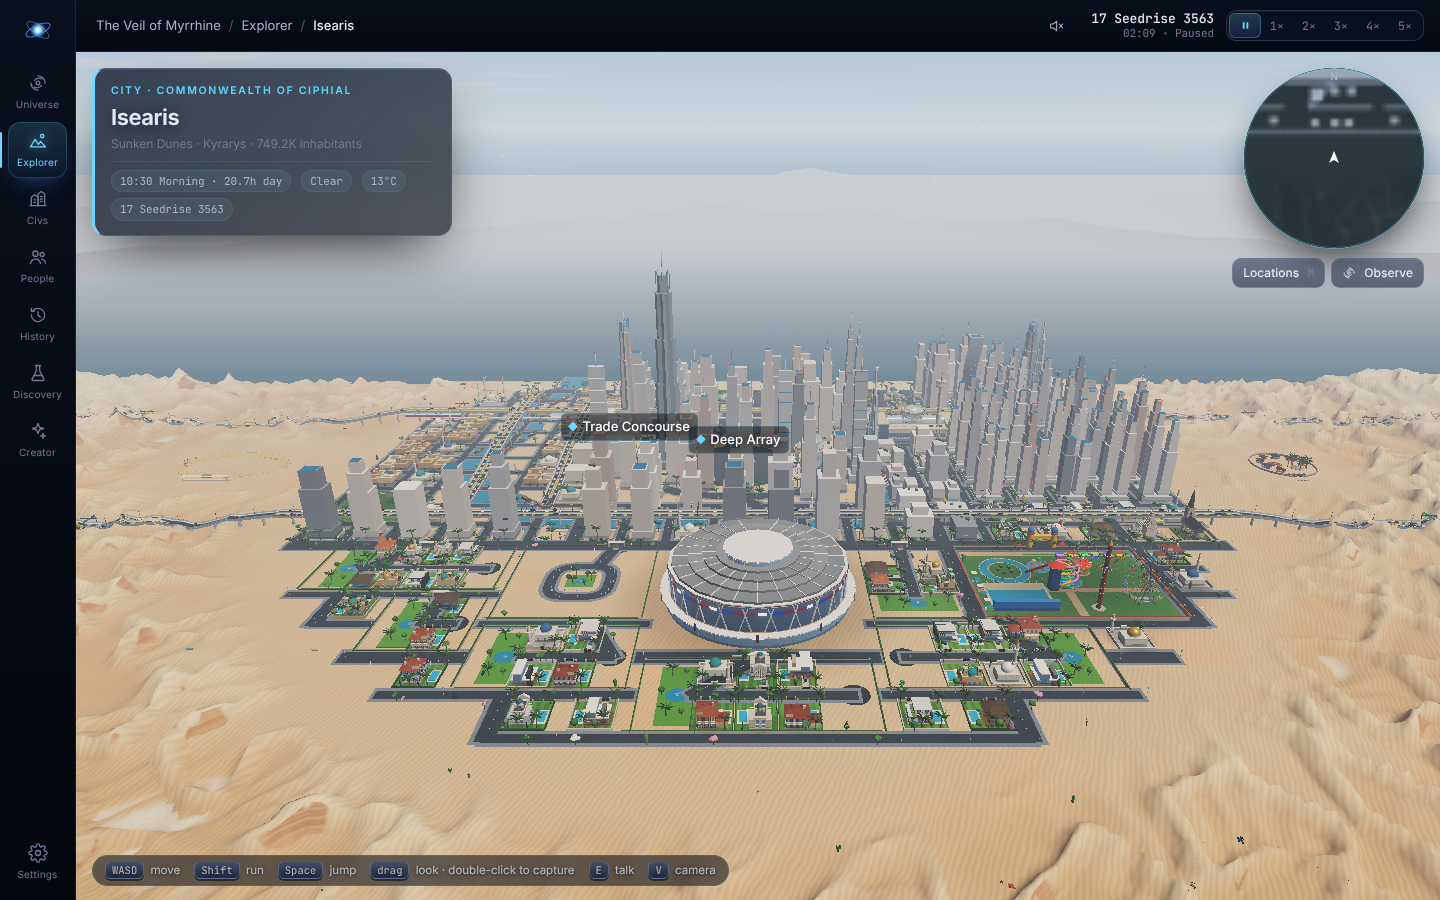 The Veil of Myrrhine / Explorer / Isearis
17 Seedrise 3563
02:09 · Paused
1× 2× 3× 4× 5×
Universe
Explorer
Civs
People
History
Discovery
Creator
Settings
CITY · COMMONWEALTH OF CIPHIAL
Isearis
Sunken Dunes · Kyrarys · 749.2K inhabitants
10:30 Morning · 20.7h day
Clear
13°C
17 Seedrise 3563
N
Locations M
Observe
Trade Concourse
Deep Array
WASD move Shift run Space jump drag look · double-click to capture E talk V camera